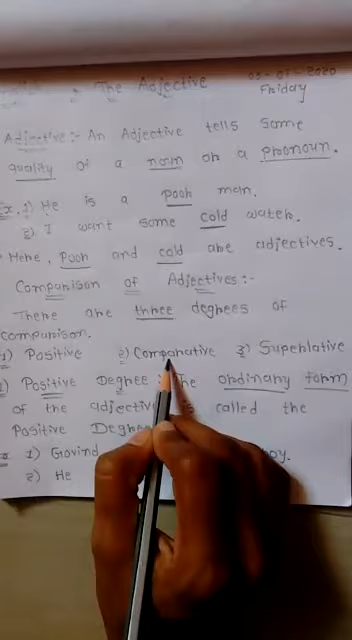 The Adjective 03-07-2020
Friday
Adjective :- An Adjective tells some
quality of a noun or a pronoun.
Ex. 1) He is a poor man.
2) I want some cold water.
Here, Poor and cold are adjectives.
Comparison of Adjectives :-
There are three degrees of
comparison.
1) Positive 2) Comparative 3) Superlative
1) Positive Degree : The ordinary form
of the adjective is called the
Positive Degree
1) Govind
2) He